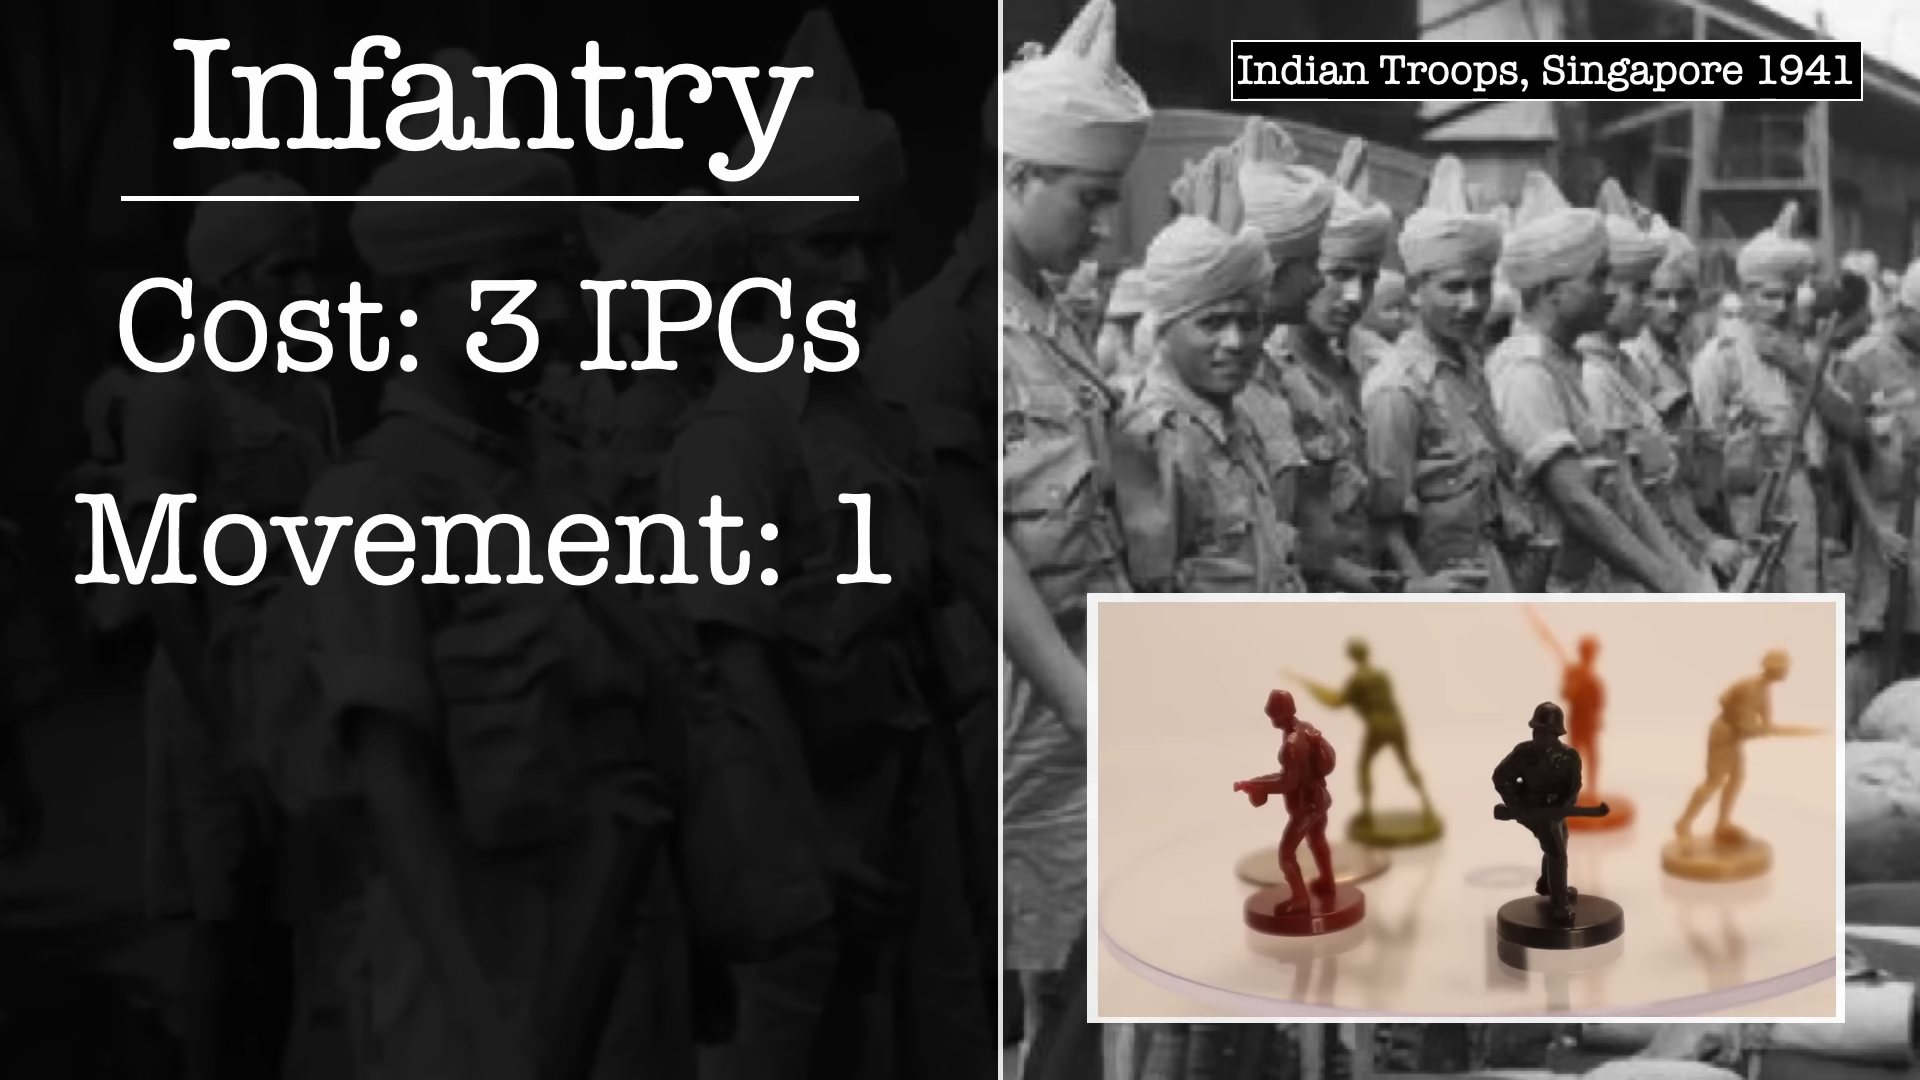 Infantry
Cost: 3 IPCs
Movement: 1
Indian Troops, Singapore 1941